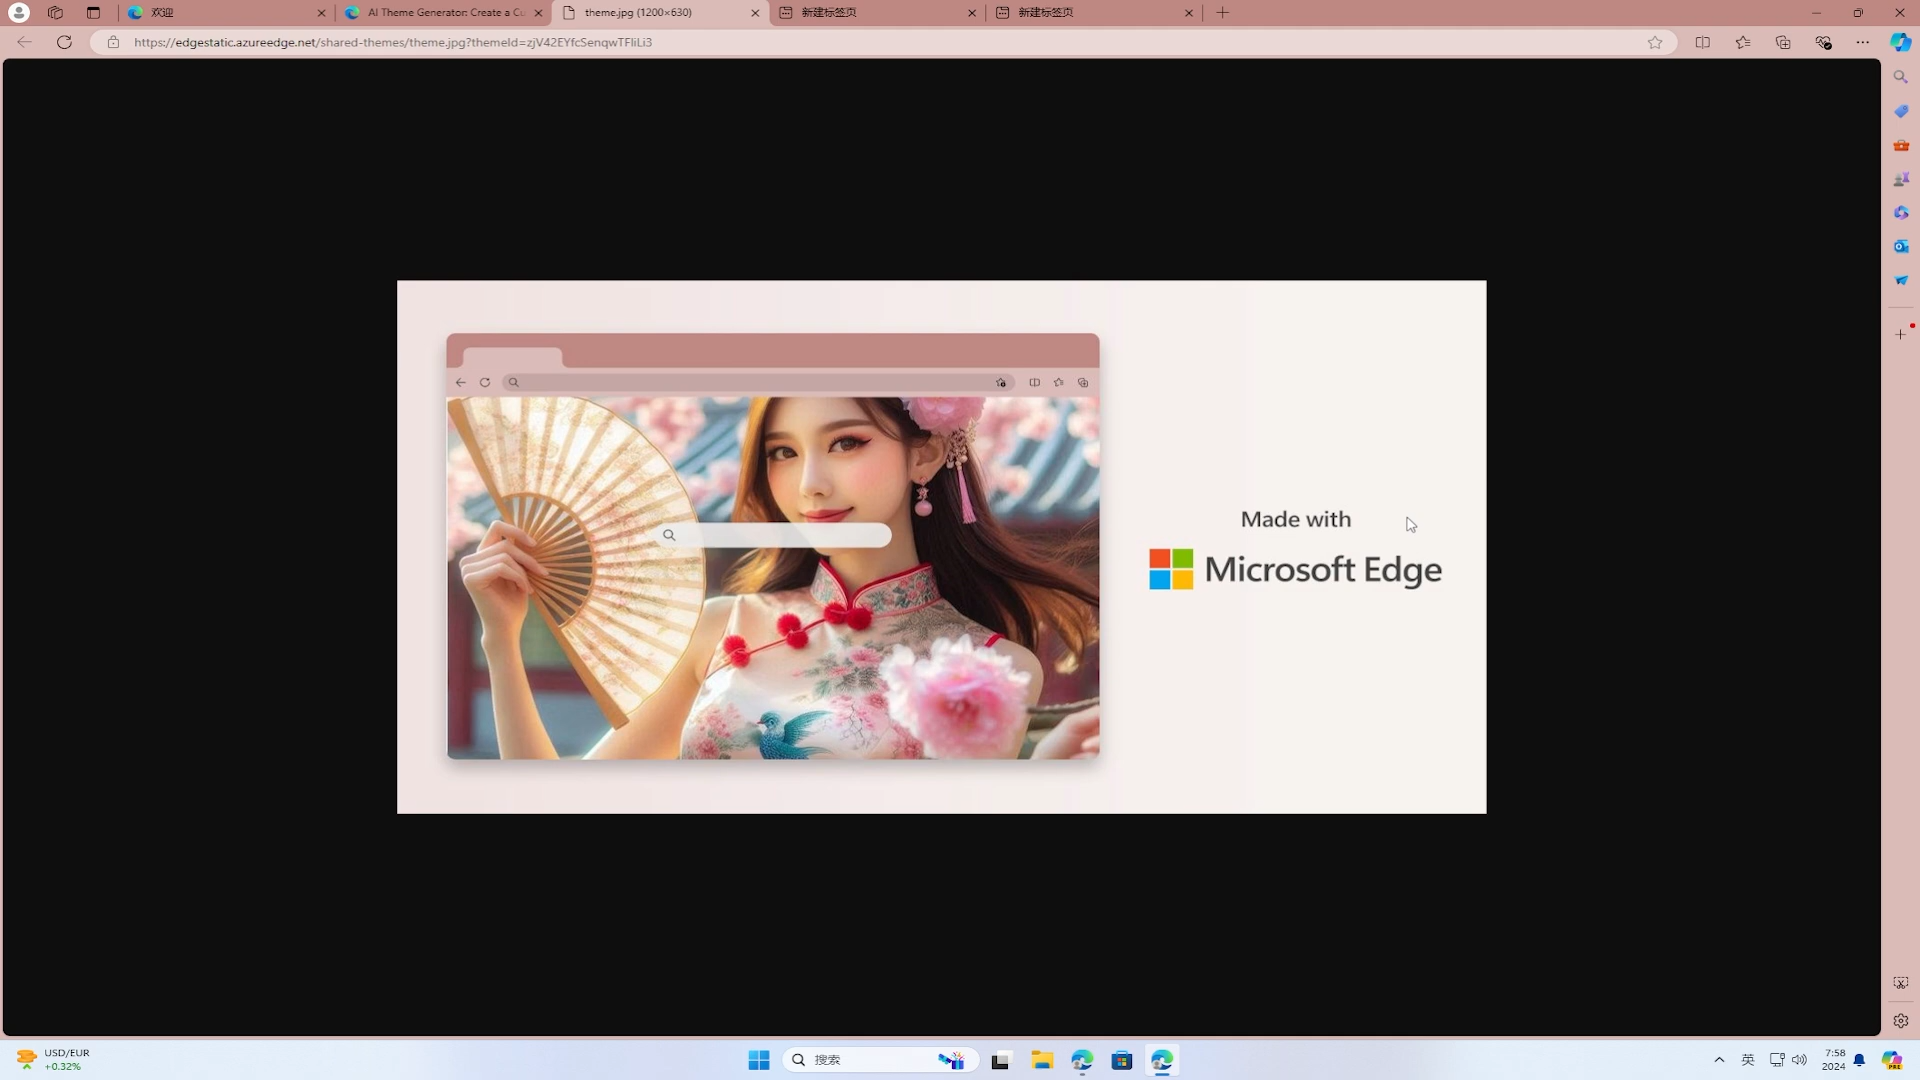 欢迎
AI Theme Generator: Create a Cu
theme.jpg (1200×630)
新建标签页
新建标签页
https://edgestatic.azureedge.net/shared-themes/theme.jpg?themeId=zjV42EYfcSenqwTFIiLi3
Made with
Microsoft Edge
USD/EUR
+0.32%
搜索
英
7:58
2024
PRE